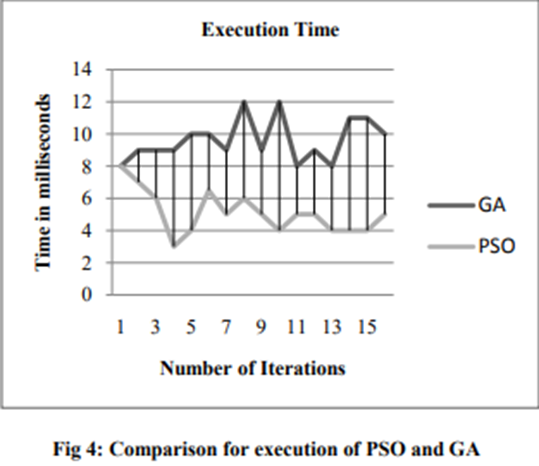 Execution Time
14
12
10
8
6
4
2
0
Time in milliseconds
1 3 5 7 9 11 13 15
Number of Iterations
GA
PSO
Fig 4: Comparison for execution of PSO and GA